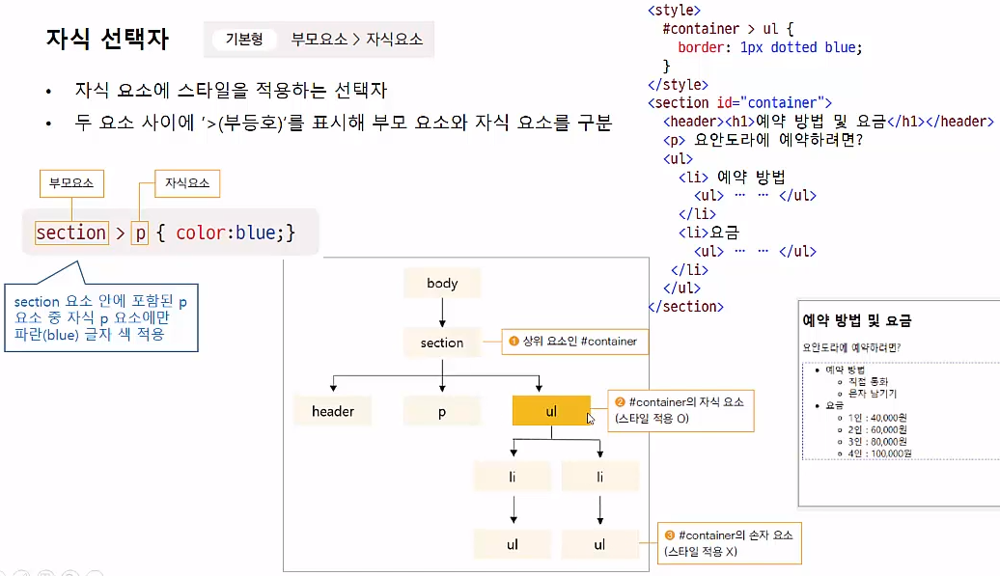 자식 선택자
기본형 부모요소 > 자식요소
• 자식 요소에 스타일을 적용하는 선택자
• 두 요소 사이에 '>(부등호)'를 표시해 부모 요소와 자식 요소를 구분
부모요소
자식요소
section > p { color:blue;}
section 요소 안에 포함된 p
요소 중 자식 p 요소에만
파란(blue) 글자 색 적용
<style>
#container > ul {
border: 1px dotted blue;
}
</style>
<section id="container">
<header><h1>예약 방법 및 요금</h1></header>
<p> 요안도라에 예약하려면?
<ul>
<li> 예약 방법
<ul> … … </ul>
</li>
<li>요금
<ul> … … </ul>
</li>
</ul>
</section>
body
section
① 상위 요소인 #container
header
p
ul
② #container의 자식 요소
(스타일 적용 O)
li
li
ul
ul
③ #container의 손자 요소
(스타일 적용 X)
예약 방법 및 요금
요안도라에 예약하려면?
• 예약 방법
o 직접 통화
o 문자 남기기
• 요금
o 1인 : 40,000원
o 2인 : 60,000원
o 3인 : 80,000원
o 4인 : 100,000원